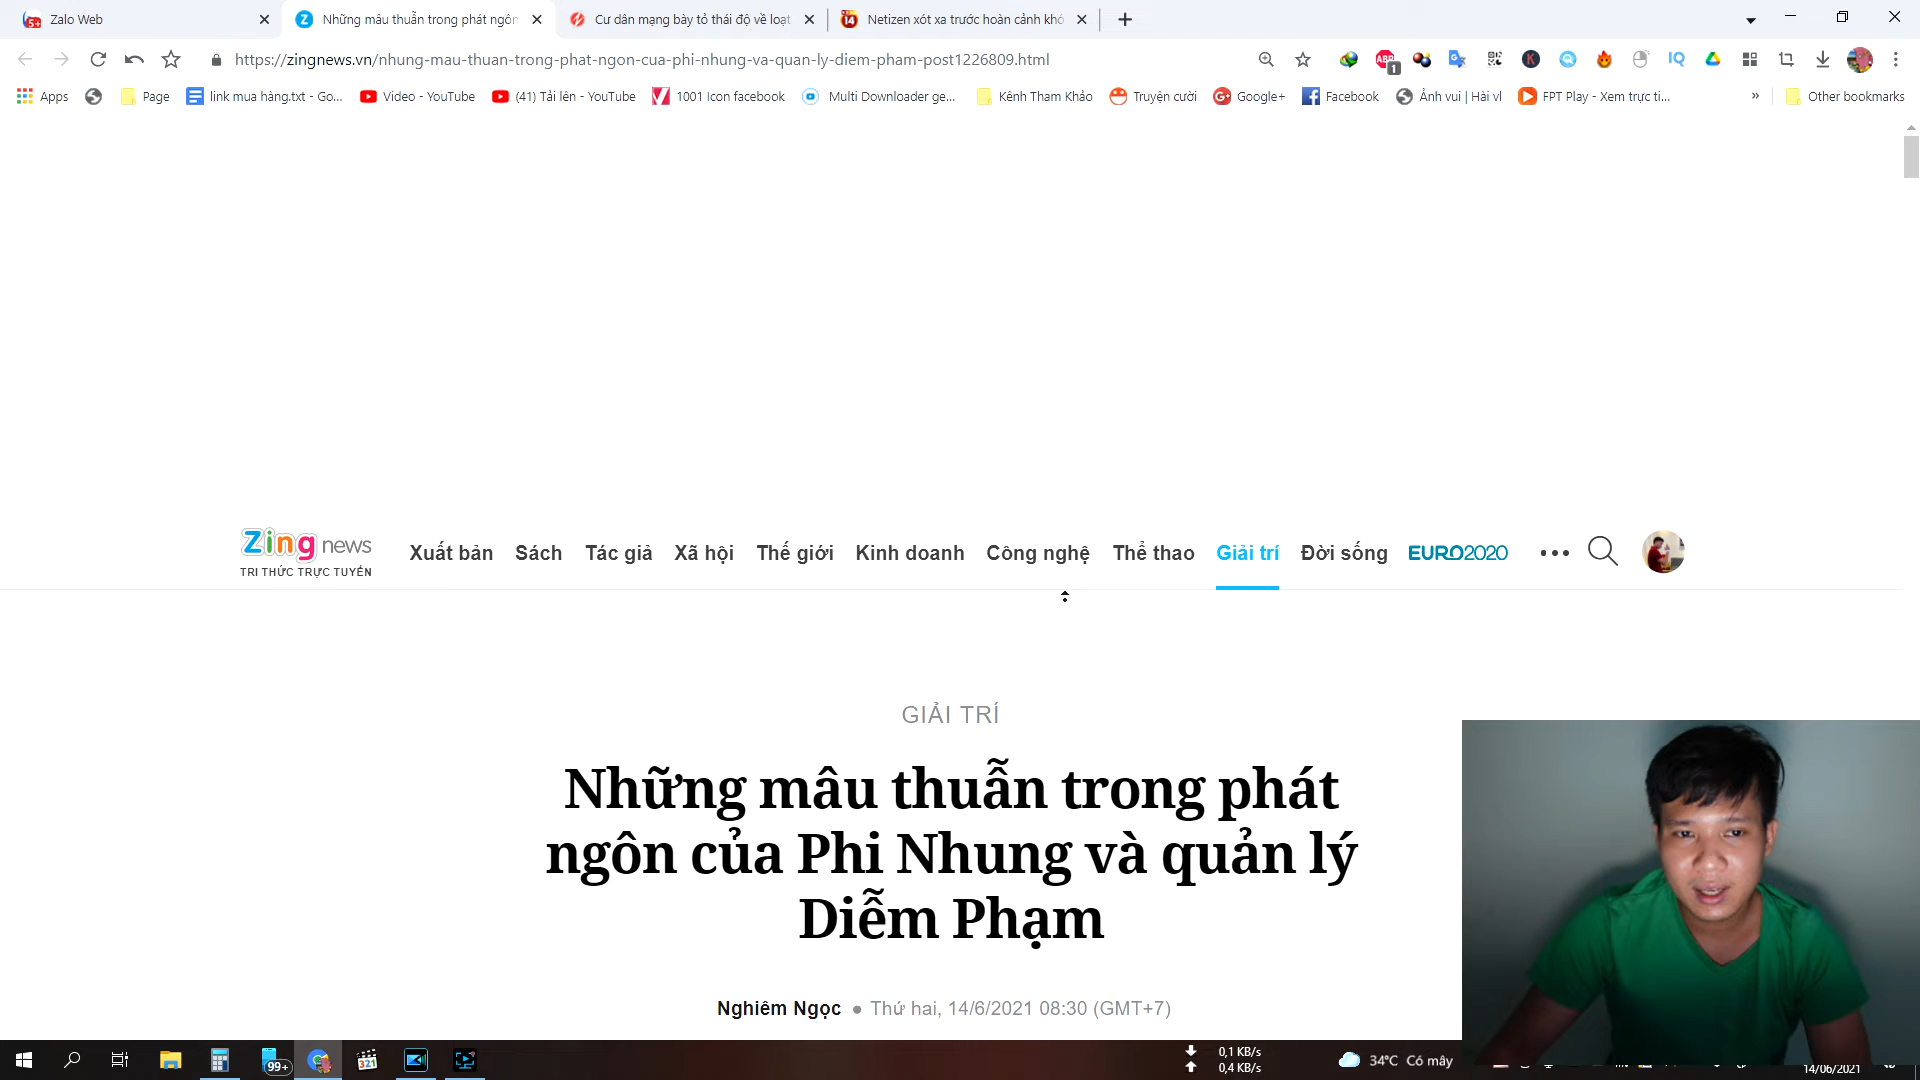 Zalo Web
Những mâu thuẫn trong phát ngôn
Cư dân mạng bày tỏ thái độ về loạt
Netizen xót xa trước hoàn cảnh khó
https://zingnews.vn/nhung-mau-thuan-trong-phat-ngon-cua-phi-nhung-va-quan-ly-diem-pham-post1226809.html
Apps
Page
link mua hàng.txt - Go...
Video - YouTube
(41) Tải lên - YouTube
1001 Icon facebook
Multi Downloader ge...
Kênh Tham Khảo
Truyện cười
Google+
Facebook
Ảnh vui | Hài vl
FPT Play - Xem trực ti...
»
Other bookmarks
Zing news
TRI THỨC TRỰC TUYẾN
Xuất bản
Sách
Tác giả
Xã hội
Thế giới
Kinh doanh
Công nghệ
Thể thao
Giải trí
Đời sống
EURO2020
GIẢI TRÍ
Những mâu thuẫn trong phát
ngôn của Phi Nhung và quản lý
Diễm Phạm
Nghiêm Ngọc ● Thứ hai, 14/6/2021 08:30 (GMT+7)
99+
321
0,1 KB/s
0,4 KB/s
34°C Có mây
14/06/2021